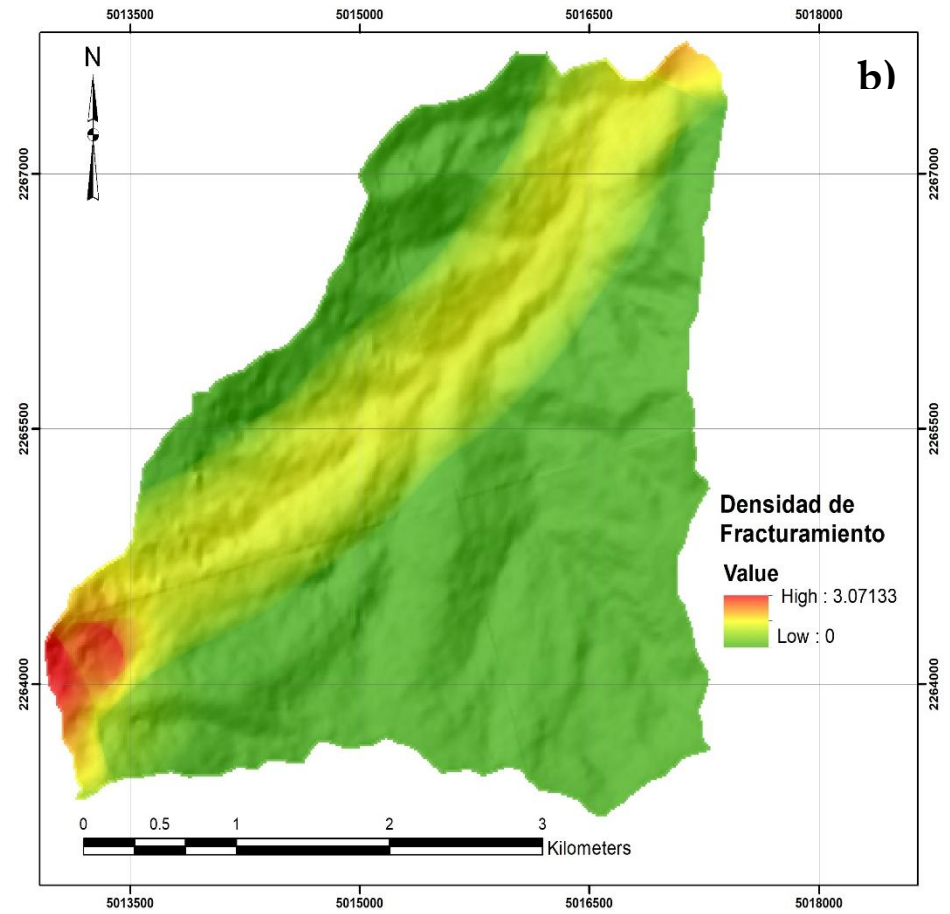 5013500 5015000 5016500 5018000
N
b)
2267000 2267000
2265500 2265500
Densidad de
Fracturamiento
Value
High : 3.07133
Low : 0
2264000 2264000
0 0.5 1 2 3
Kilometers
5013500 5015000 5016500 5018000